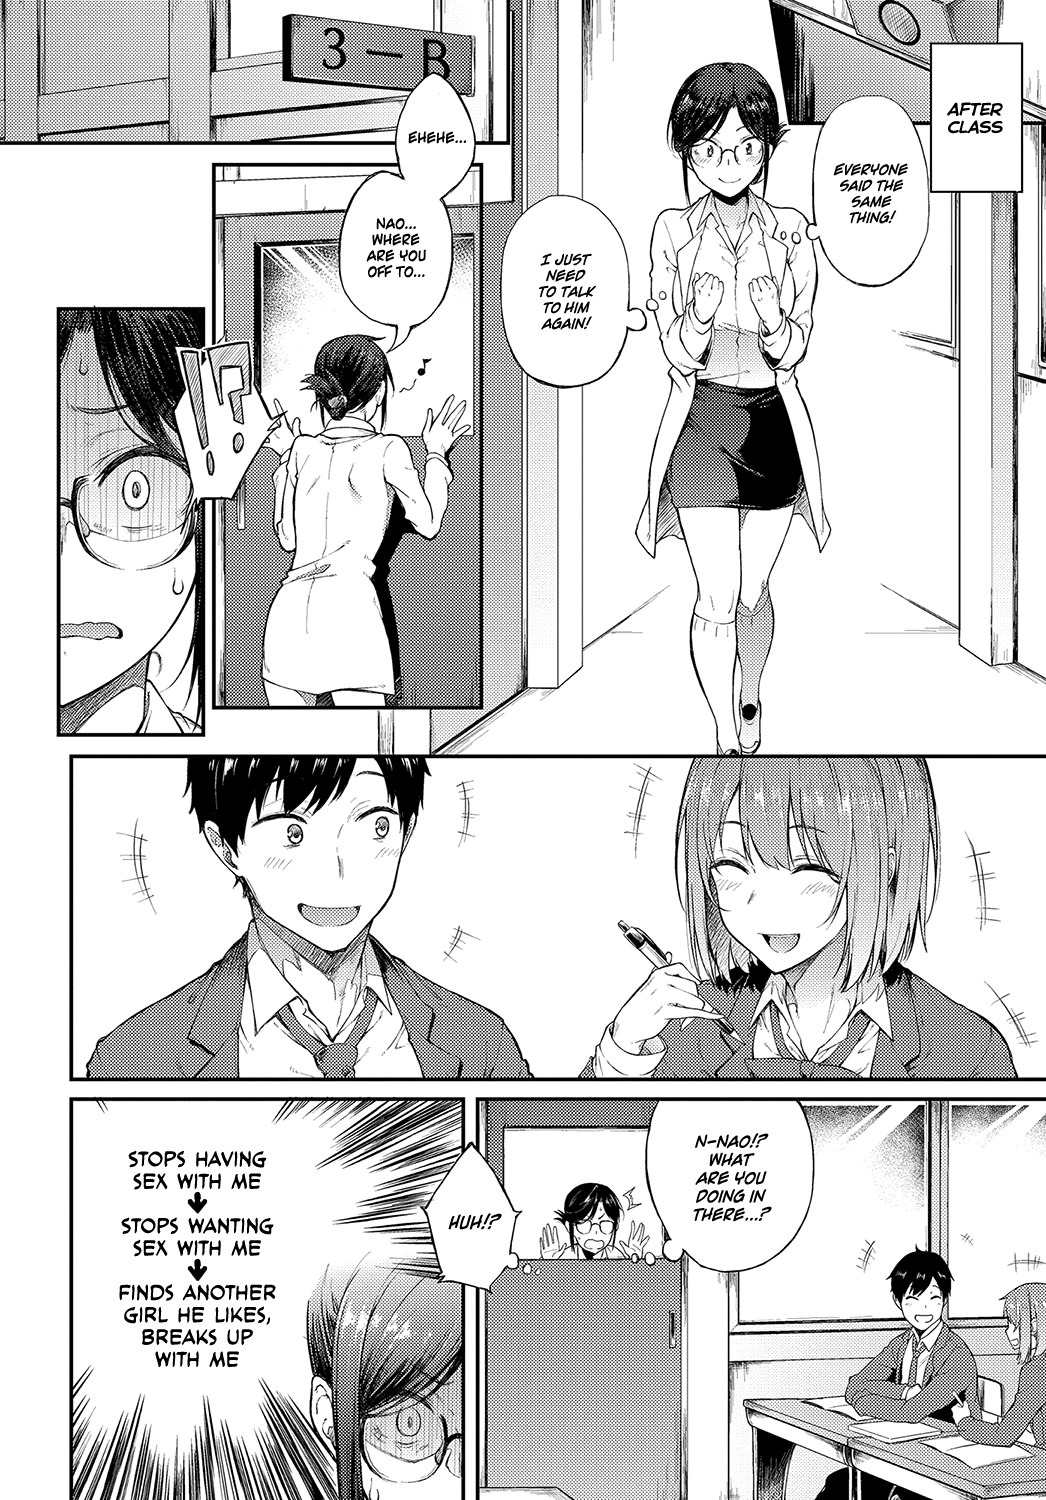 AFTER
CLASS
EVERYONE
SAID THE
SAME
THING!
I JUST
NEED
TO TALK
TO HIM
AGAIN!
3-B
EHEHE...
NAO...
WHERE
ARE YOU
OFF TO...
!?
N-NAO!?
WHAT
ARE YOU
DOING IN
THERE...?
HUH!?
STOPS HAVING
SEX WITH ME
STOPS WANTING
SEX WITH ME
FINDS ANOTHER
GIRL HE LIKES,
BREAKS UP
WITH ME